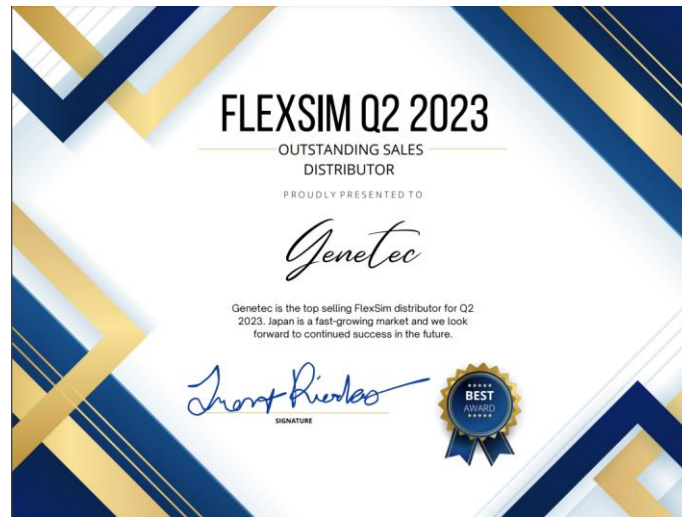 FLEXSIM Q2 2023
OUTSTANDING SALES
DISTRIBUTOR
PROUDLY PRESENTED TO
Genetec
Genetec is the top selling FlexSim distributor for Q2
2023. Japan is a fast-growing market and we look
forward to continued success in the future.
SIGNATURE
BEST
AWARD